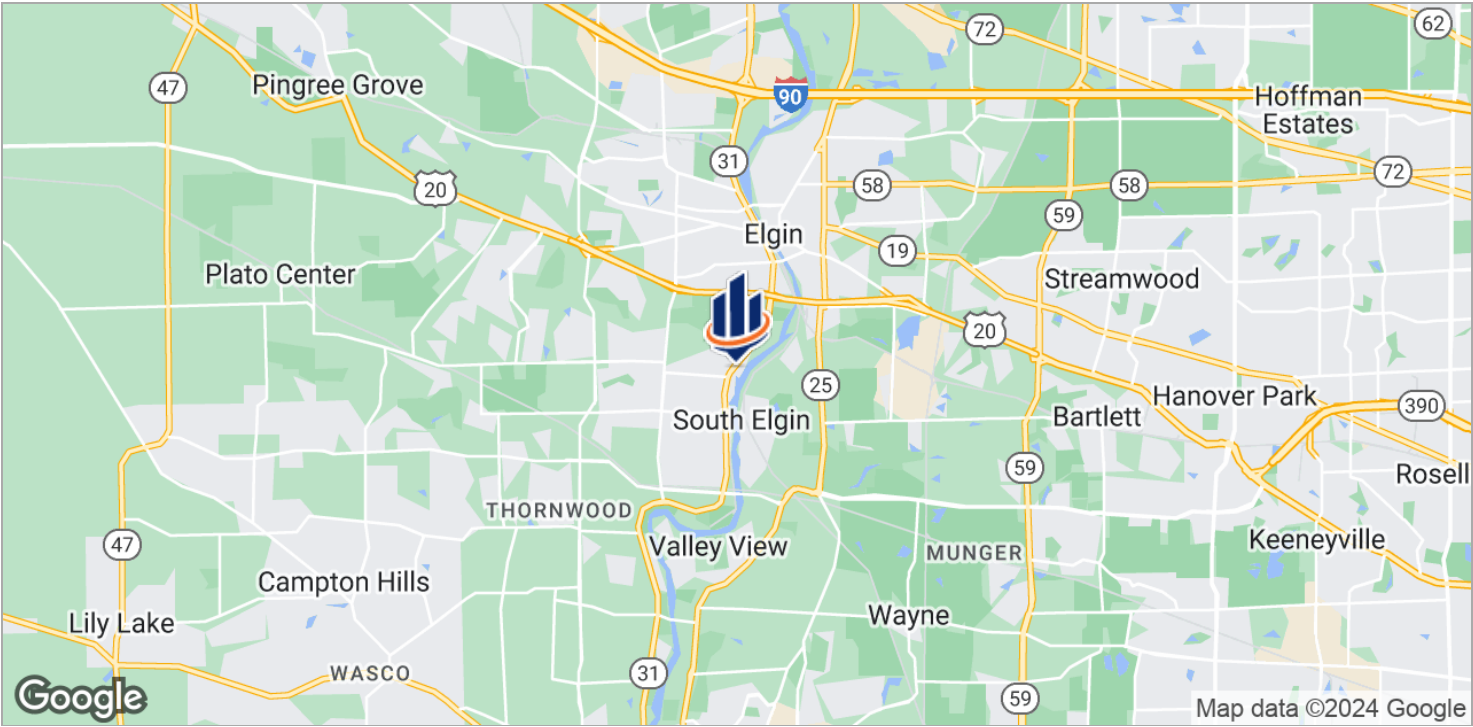 72
62
47
Pingree Grove
90
Hoffman
Estates
31
20
58
58
72
59
Elgin
19
Plato Center
Streamwood
20
25
Hanover Park
390
South Elgin
Bartlett
59
Rosell
THORNWOOD
47
Valley View
MUNGER
Keeneyville
Campton Hills
Lily Lake
Wayne
WASCO
31
59
Google
Map data ©2024 Google